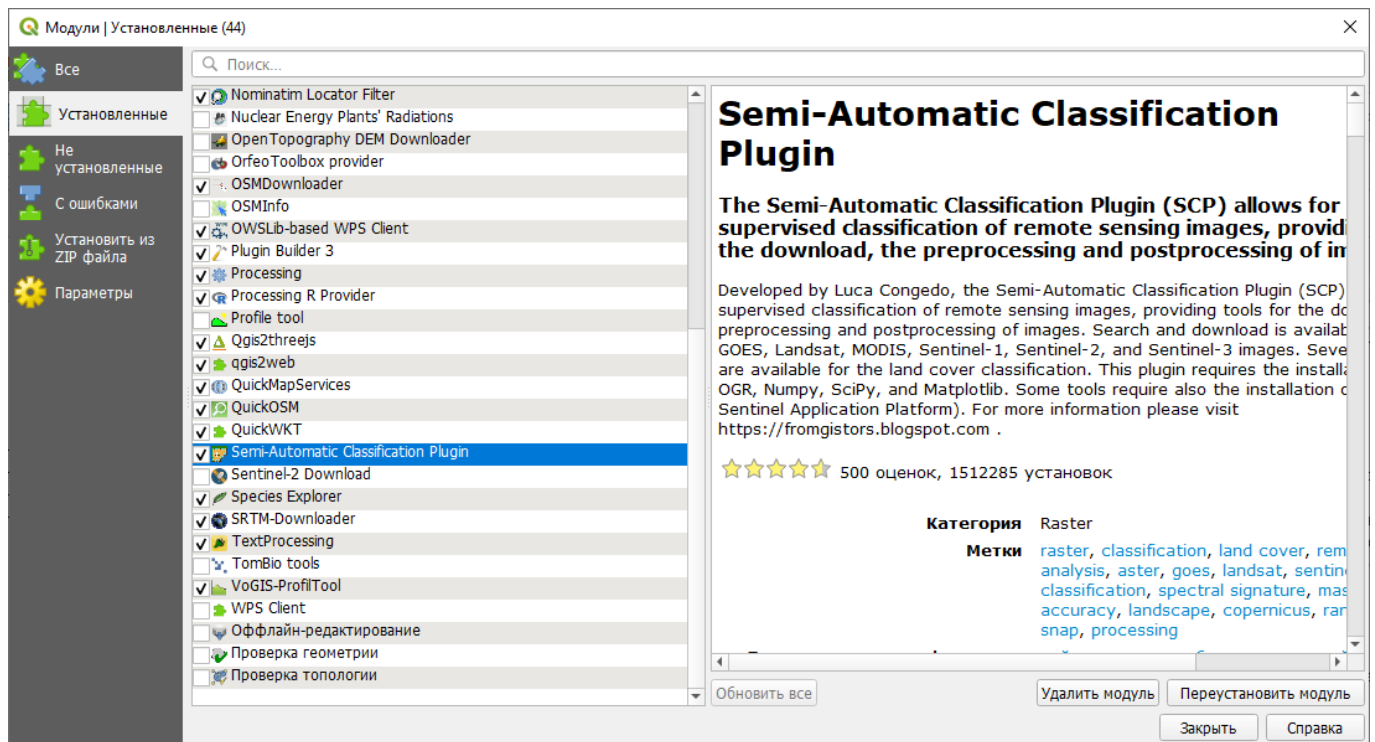 Модули | Установленные (44)
Все
Установленные
Не
установленные
С ошибками
Установить из
ZIP файла
Параметры
Поиск...
Nominatim Locator Filter
Nuclear Energy Plants' Radiations
OpenTopography DEM Downloader
OrfeoToolbox provider
OSMDownloader
OSMInfo
OWSLib-based WPS Client
Plugin Builder 3
Processing
Processing R Provider
Profile tool
Qgis2threejs
qgis2web
QuickMapServices
QuickOSM
QuickWKT
Semi-Automatic Classification Plugin
Sentinel-2 Download
Species Explorer
SRTM-Downloader
TextProcessing
TomBio tools
VoGIS-ProfilTool
WPS Client
Оффлайн-редактирование
Проверка геометрии
Проверка топологии
Semi-Automatic Classification
Plugin
The Semi-Automatic Classification Plugin (SCP) allows for
supervised classification of remote sensing images, providi
the download, the preprocessing and postprocessing of im
Developed by Luca Congedo, the Semi-Automatic Classification Plugin (SCP)
supervised classification of remote sensing images, providing tools for the do
preprocessing and postprocessing of images. Search and download is availab
GOES, Landsat, MODIS, Sentinel-1, Sentinel-2, and Sentinel-3 images. Seve
are available for the land cover classification. This plugin requires the installa
OGR, Numpy, SciPy, and Matplotlib. Some tools require also the installation o
Sentinel Application Platform). For more information please visit
https://fromgistors.blogspot.com .
500 оценок, 1512285 установок
Категория Raster
Метки raster, classification, land cover, rem
analysis, aster, goes, landsat, sentin
classification, spectral signature, mas
accuracy, landscape, copernicus, ran
snap, processing
Обновить все
Удалить модуль
Переустановить модуль
Закрыть
Справка